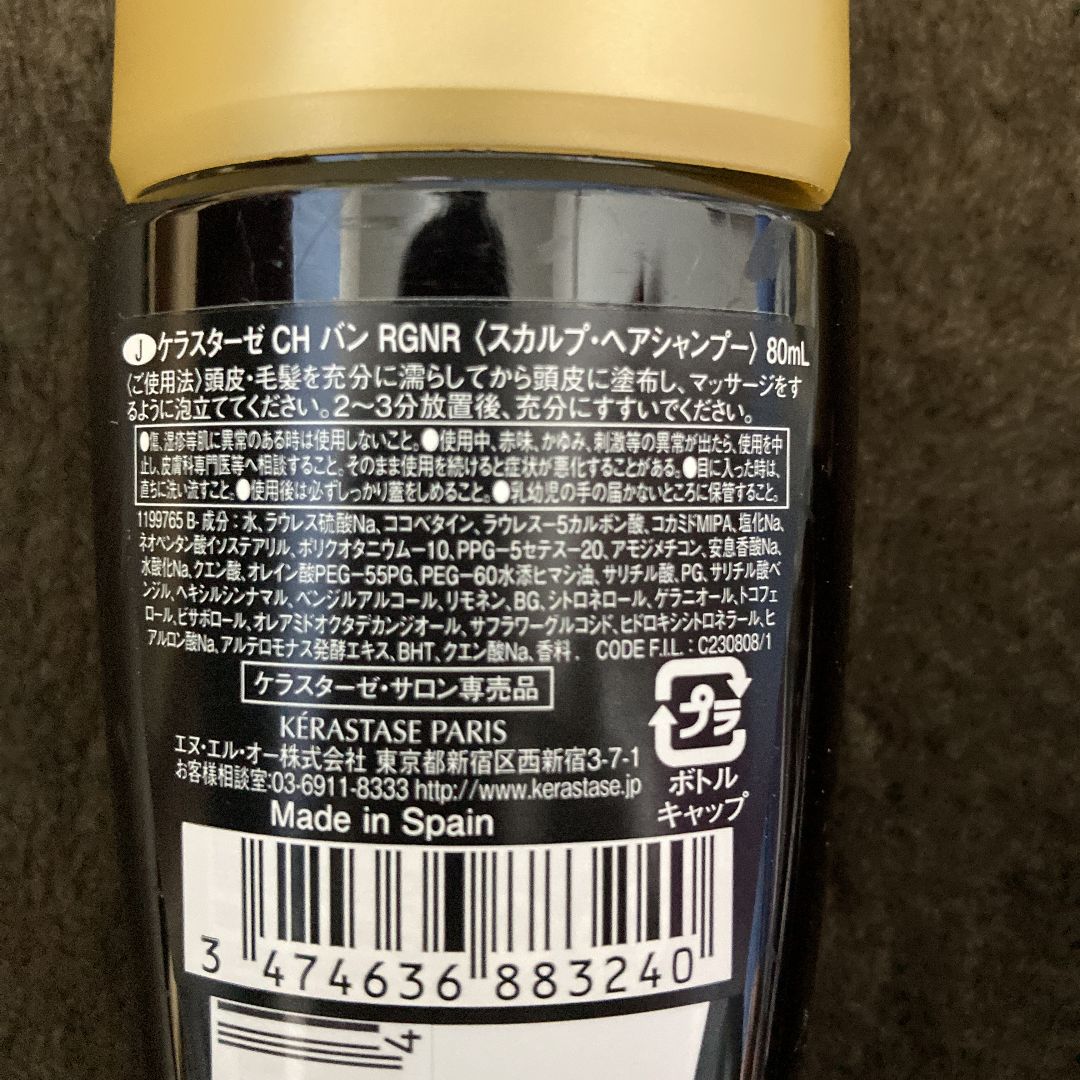 J ケラスターゼ CH バン RGNR 〈スカルプ・ヘアシャンプー〉 80mL
〈ご使用法〉頭皮・毛髪を充分に濡らしてから頭皮に塗布し、マッサージをす
るように泡立ててください。2〜3分放置後、充分にすすいでください。
●傷、湿疹等肌に異常のある時は使用しないこと。●使用中、赤味、かゆみ、刺激等の異常が出たら、使用を中
止し、皮膚科専門医等へ相談すること。そのまま使用を続けると症状が悪化することがある。●目に入った時は、
直ちに洗い流すこと。●使用後は必ずしっかり蓋をしめること。●乳幼児の手の届かないところに保管すること。
1199765 B- 成分：水、ラウレス硫酸Na、ココベタイン、ラウレス－5カルボン酸、コカミドMIPA、塩化Na、
ネオペンタン酸イソステアリル、ポリクオタニウム－10、PPG－5セテス－20、アモジメチコン、安息香酸Na、
水酸化Na、クエン酸、オレイン酸PEG－55PG、PEG－60水添ヒマシ油、サリチル酸、PG、サリチル酸ベ
ンジル、ヘキシルシンナマル、ベンジルアルコール、リモネン、BG、シトロネロール、ゲラニオール、トコフェ
ロール、ビサボロール、オレアミドオクタデカンジオール、サフラワーグルコシド、ヒドロキシシトロネラール、ヒ
アルロン酸Na、アルテロモナス発酵エキス、BHT、クエン酸Na、香料． CODE F.I.L. : C230808/1
ケラスターゼ・サロン専売品
KÉRASTASE PARIS
エヌ・エル・オー株式会社 東京都新宿区西新宿3-7-1
お客様相談室:03-6911-8333 http://www.kerastase.jp
プラ
ボトル
キャップ
Made in Spain
3 474636 883240